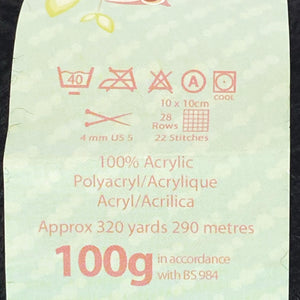 40 A
10 x 10cm COOL
28
Rows
4 mm US 5 22 Stitches
100% Acrylic
Polyacryl/Acrylique
Acryl/Acrilica
Approx 320 yards 290 metres
100g in accordance
with BS 984